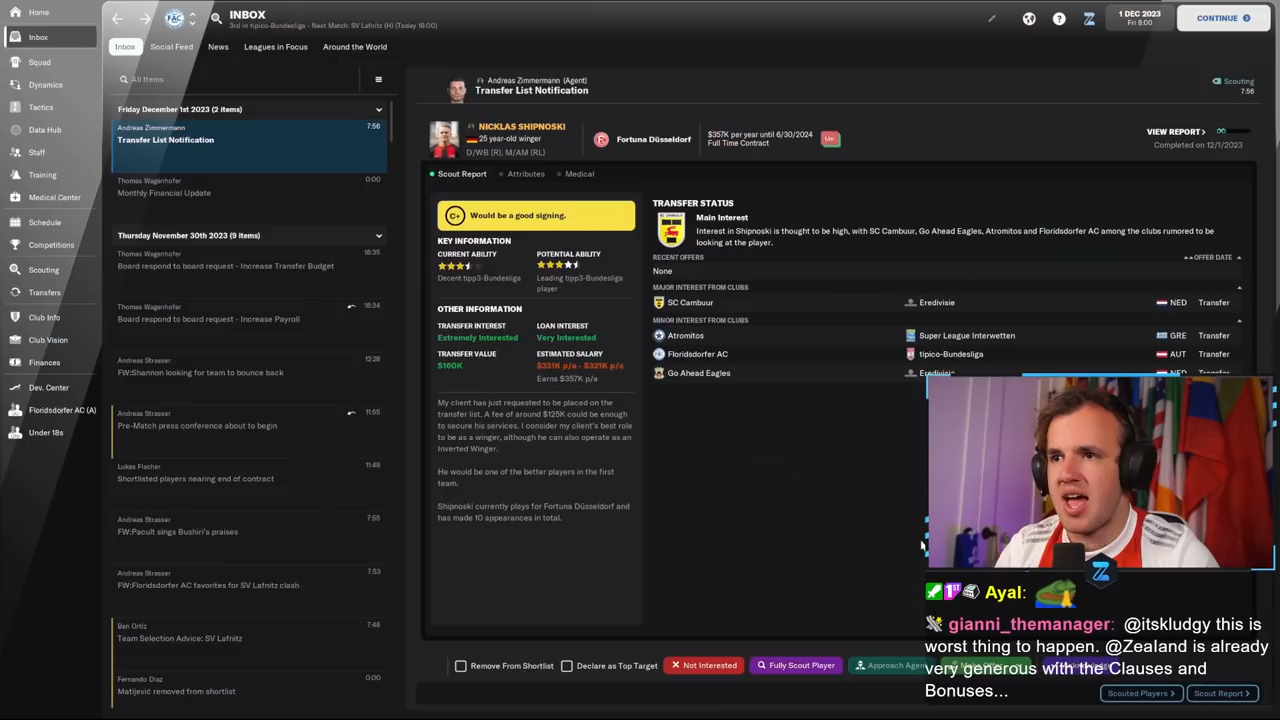 Home
Inbox
Squad
Dynamics
Tactics
Data Hub
Staff
Training
Medical Center
Schedule
Competitions
Scouting
Transfers
Club Info
Club Vision
Finances
Dev. Center
Floridsdorfer AC (A)
Under 18s
FAC
INBOX
3rd in tipico-Bundesliga - Next Match: SV Lafnitz (H) (Today 18:00)
1 DEC 2023
Fri 8:00
CONTINUE
Inbox
Social Feed
News
Leagues in Focus
Around the World
All Items
Friday December 1st 2023 (2 items)
Andreas Zimmermann
7:56
Transfer List Notification
Thomas Wagenhofer
0:00
Monthly Financial Update
Thursday November 30th 2023 (9 items)
Thomas Wagenhofer
18:35
Board respond to board request - Increase Transfer Budget
Thomas Wagenhofer
18:34
Board respond to board request - Increase Payroll
Andreas Strasser
12:28
FW:Shannon looking for team to bounce back
Andreas Strasser
11:55
Pre-Match press conference about to begin
Lukas Fischer
11:48
Shortlisted players nearing end of contract
Andreas Strasser
7:55
FW:Pacult sings Bushiri's praises
Andreas Strasser
7:53
FW:Floridsdorfer AC favorites for SV Lafnitz clash
Ben Ortiz
7:48
Team Selection Advice: SV Lafnitz
Fernando Diaz
0:00
Matijević removed from shortlist
Andreas Zimmermann (Agent)
Transfer List Notification
Scouting
7:56
NICKLAS SHIPNOSKI
25 year-old winger
D/WB (R), M/AM (RL)
Fortuna Düsseldorf
$357K per year until 6/30/2024
Full Time Contract
Unr
VIEW REPORT >
Completed on 12/1/2023
Scout Report
Attributes
Medical
C+ Would be a good signing.
KEY INFORMATION
CURRENT ABILITY
POTENTIAL ABILITY
Decent tipp3-Bundesliga
Leading tipp3-Bundesliga
player
OTHER INFORMATION
TRANSFER INTEREST
LOAN INTEREST
Extremely Interested
Very Interested
TRANSFER VALUE
ESTIMATED SALARY
$160K
$231K p/a - $321K p/a
Earns $357K p/a
My client has just requested to be placed on the
transfer list. A fee of around $125K could be enough
to secure his services. I consider my client's best role
to be as a winger, although he can also operate as an
Inverted Winger.
He would be one of the better players in the first
team.
Shipnoski currently plays for Fortuna Düsseldorf and
has made 10 appearances in total.
TRANSFER STATUS
SC CAMBUUR
Main Interest
Interest in Shipnoski is thought to be high, with SC Cambuur, Go Ahead Eagles, Atromitos and Floridsdorfer AC among the clubs rumored to be
looking at the player.
RECENT OFFERS
OFFER DATE
None
MAJOR INTEREST FROM CLUBS
SC Cambuur
Eredivisie
NED
Transfer
MINOR INTEREST FROM CLUBS
Atromitos
Super League Interwetten
GRE
Transfer
Floridsdorfer AC
tipico-Bundesliga
AUT
Transfer
Go Ahead Eagles
Eredivisie
NED
Transfer
Remove From Shortlist
Declare as Top Target
Not Interested
Fully Scout Player
Approach Agent
Scouted Players >
Scout Report >
1ST
Ayal:
gianni_themanager: @itskludgy this is
worst thing to happen. @Zealand is already
very generous with the Clauses and
Bonuses...